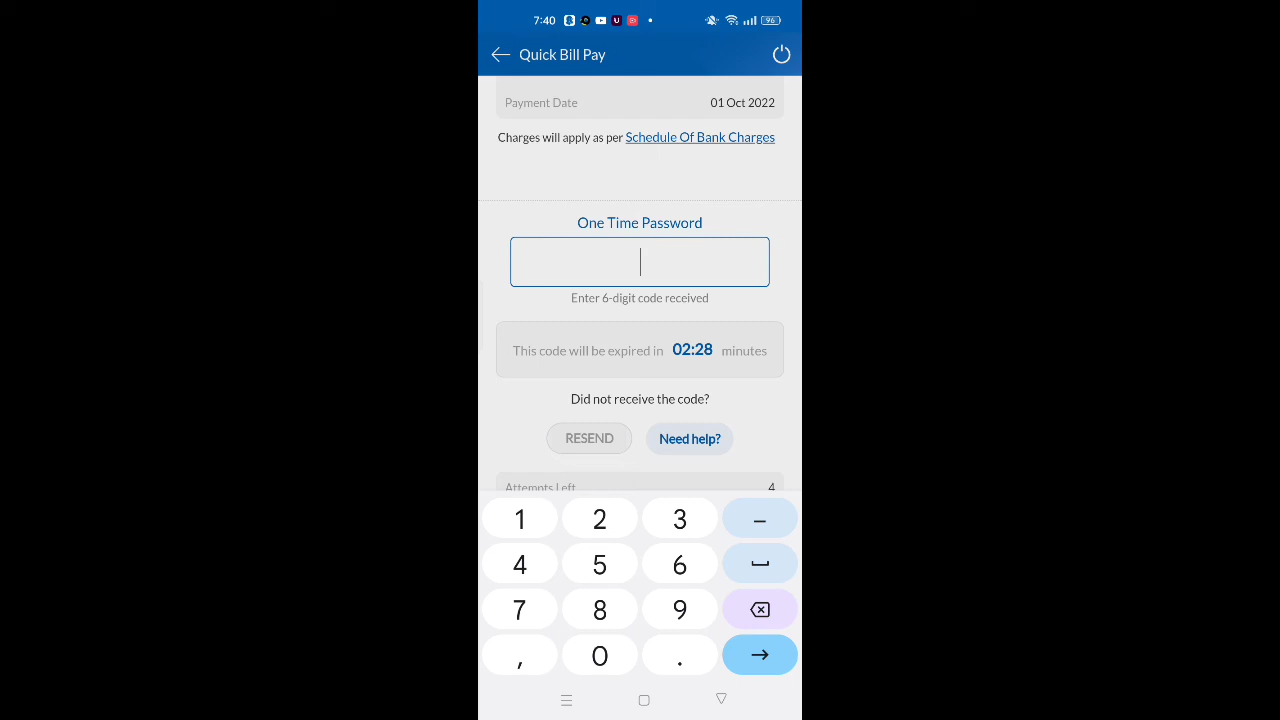 7:40 96
Quick Bill Pay
Payment Date 01 Oct 2022
Charges will apply as per Schedule Of Bank Charges
One Time Password
Enter 6-digit code received
This code will be expired in 02:28 minutes
Did not receive the code?
RESEND Need help?
Attempts Left 4
1 2 3 –
4 5 6
7 8 9
, 0 .